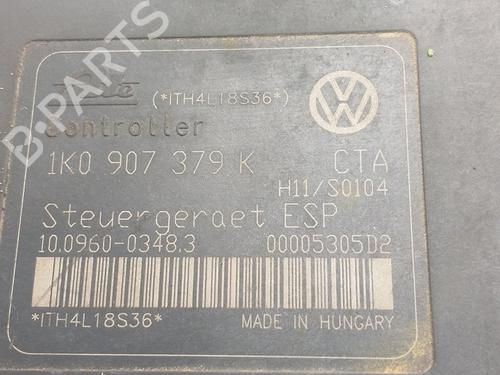 Ate (*ITH4L18S36*)
Controller
1K0 907 379 K CTA
H11/S0104
Steuergeraet ESP
10.0960-0348.3 00005305D2
*ITH4L18S36* MADE IN HUNGARY
B-PARTS